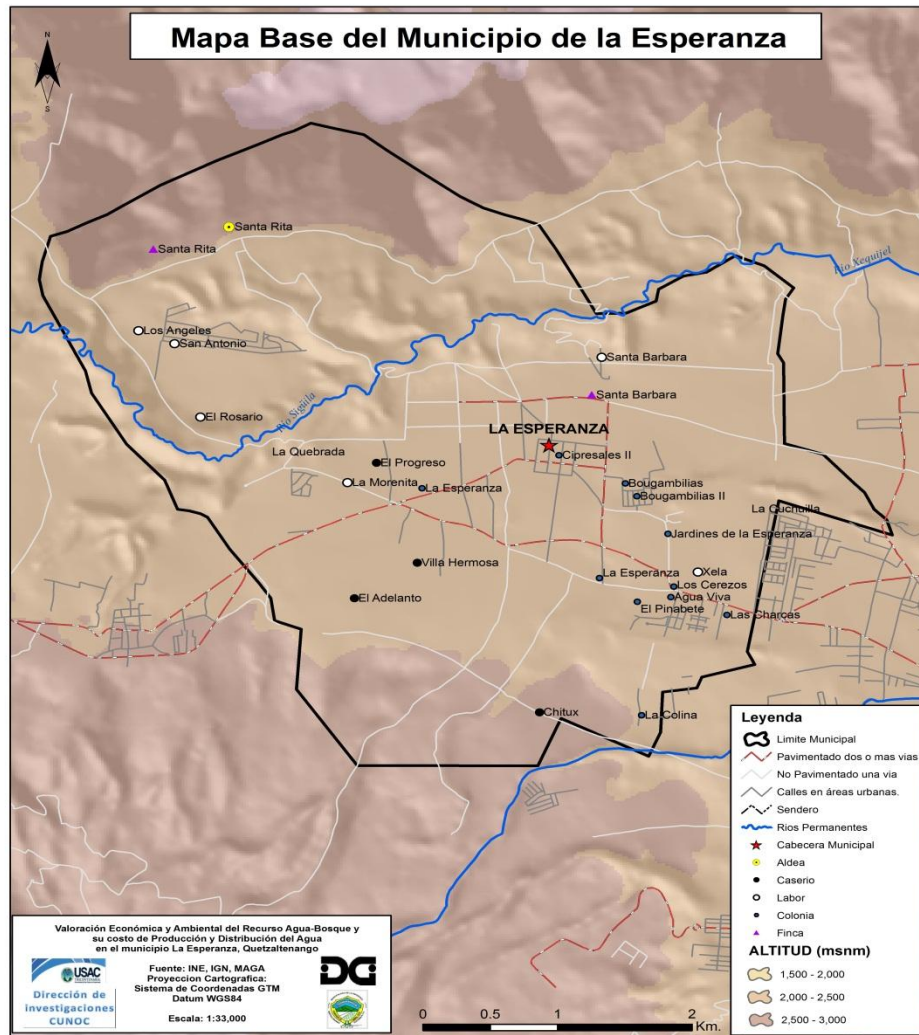 Mapa Base del Municipio de la Esperanza
N
S
Santa Rita
Santa Rita
Río Xequijel
Los Angeles
San Antonio
Santa Barbara
Santa Barbara
El Rosario
Río Sigüila
LA ESPERANZA
La Quebrada
Cipresales II
El Progreso
La Morenita
La Esperanza
Bougambilias
Bougambilias II
La Cuchuilla
Jardines de la Esperanza
Villa Hermosa
La Esperanza
Xela
Los Cerezos
El Adelanto
Agua Viva
El Pinabete
Las Charcas
Chitux
La Colina
Leyenda
Limite Municipal
Pavimentado dos o mas vias
No Pavimentado una via
Calles en áreas urbanas.
Sendero
Rios Permanentes
Cabecera Municipal
Aldea
Caserio
Labor
Colonia
Finca
ALTITUD (msnm)
1,500 - 2,000
2,000 - 2,500
2,500 - 3,000
Valoración Económica y Ambiental del Recurso Agua-Bosque y
su costo de Producción y Distribución del Agua
en el municipio La Esperanza, Quetzaltenango
USAC
Dirección de
investigaciones
CUNOC
Fuente: INE, IGN, MAGA
Proyeccion Cartografica:
Sistema de Coordenadas GTM
Datum WGS84
Escala: 1:33,000
DGi
0 0.5 1 2
Km.